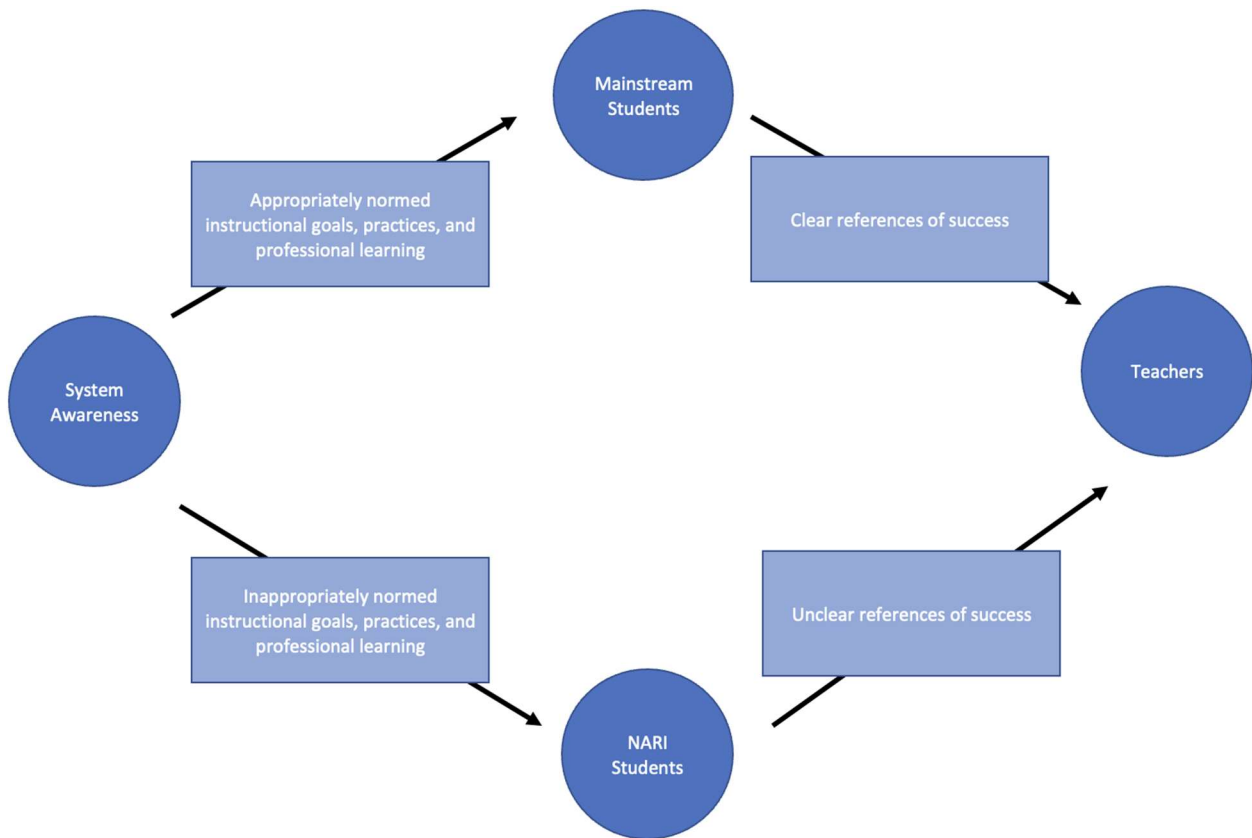 Mainstream
Students
Appropriately normed
instructional goals, practices, and
professional learning
Clear references of success
System
Awareness
Teachers
Inappropriately normed
instructional goals, practices, and
professional learning
Unclear references of success
NARI
Students